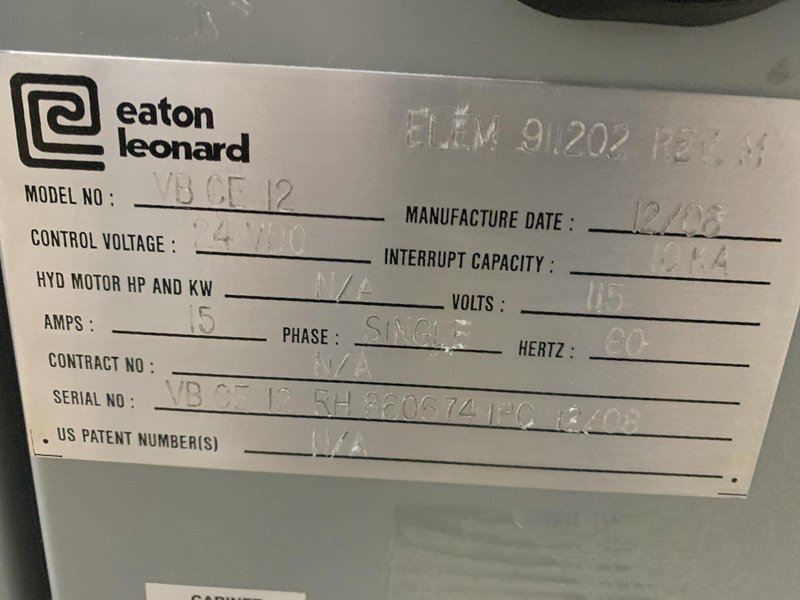 eaton
leonard
ELEM 911202 REV. M
MODEL NO : VB CE 12
MANUFACTURE DATE : 12/08
CONTROL VOLTAGE : 24 VDC
INTERRUPT CAPACITY : 10 KA
HYD MOTOR HP AND KW N/A VOLTS : 115
AMPS : 15 PHASE : SINGLE HERTZ : 60
CONTRACT NO : N/A
SERIAL NO : VB CE 12 RH 860674 IPC 12/08
US PATENT NUMBER(S) N/A
CABINET